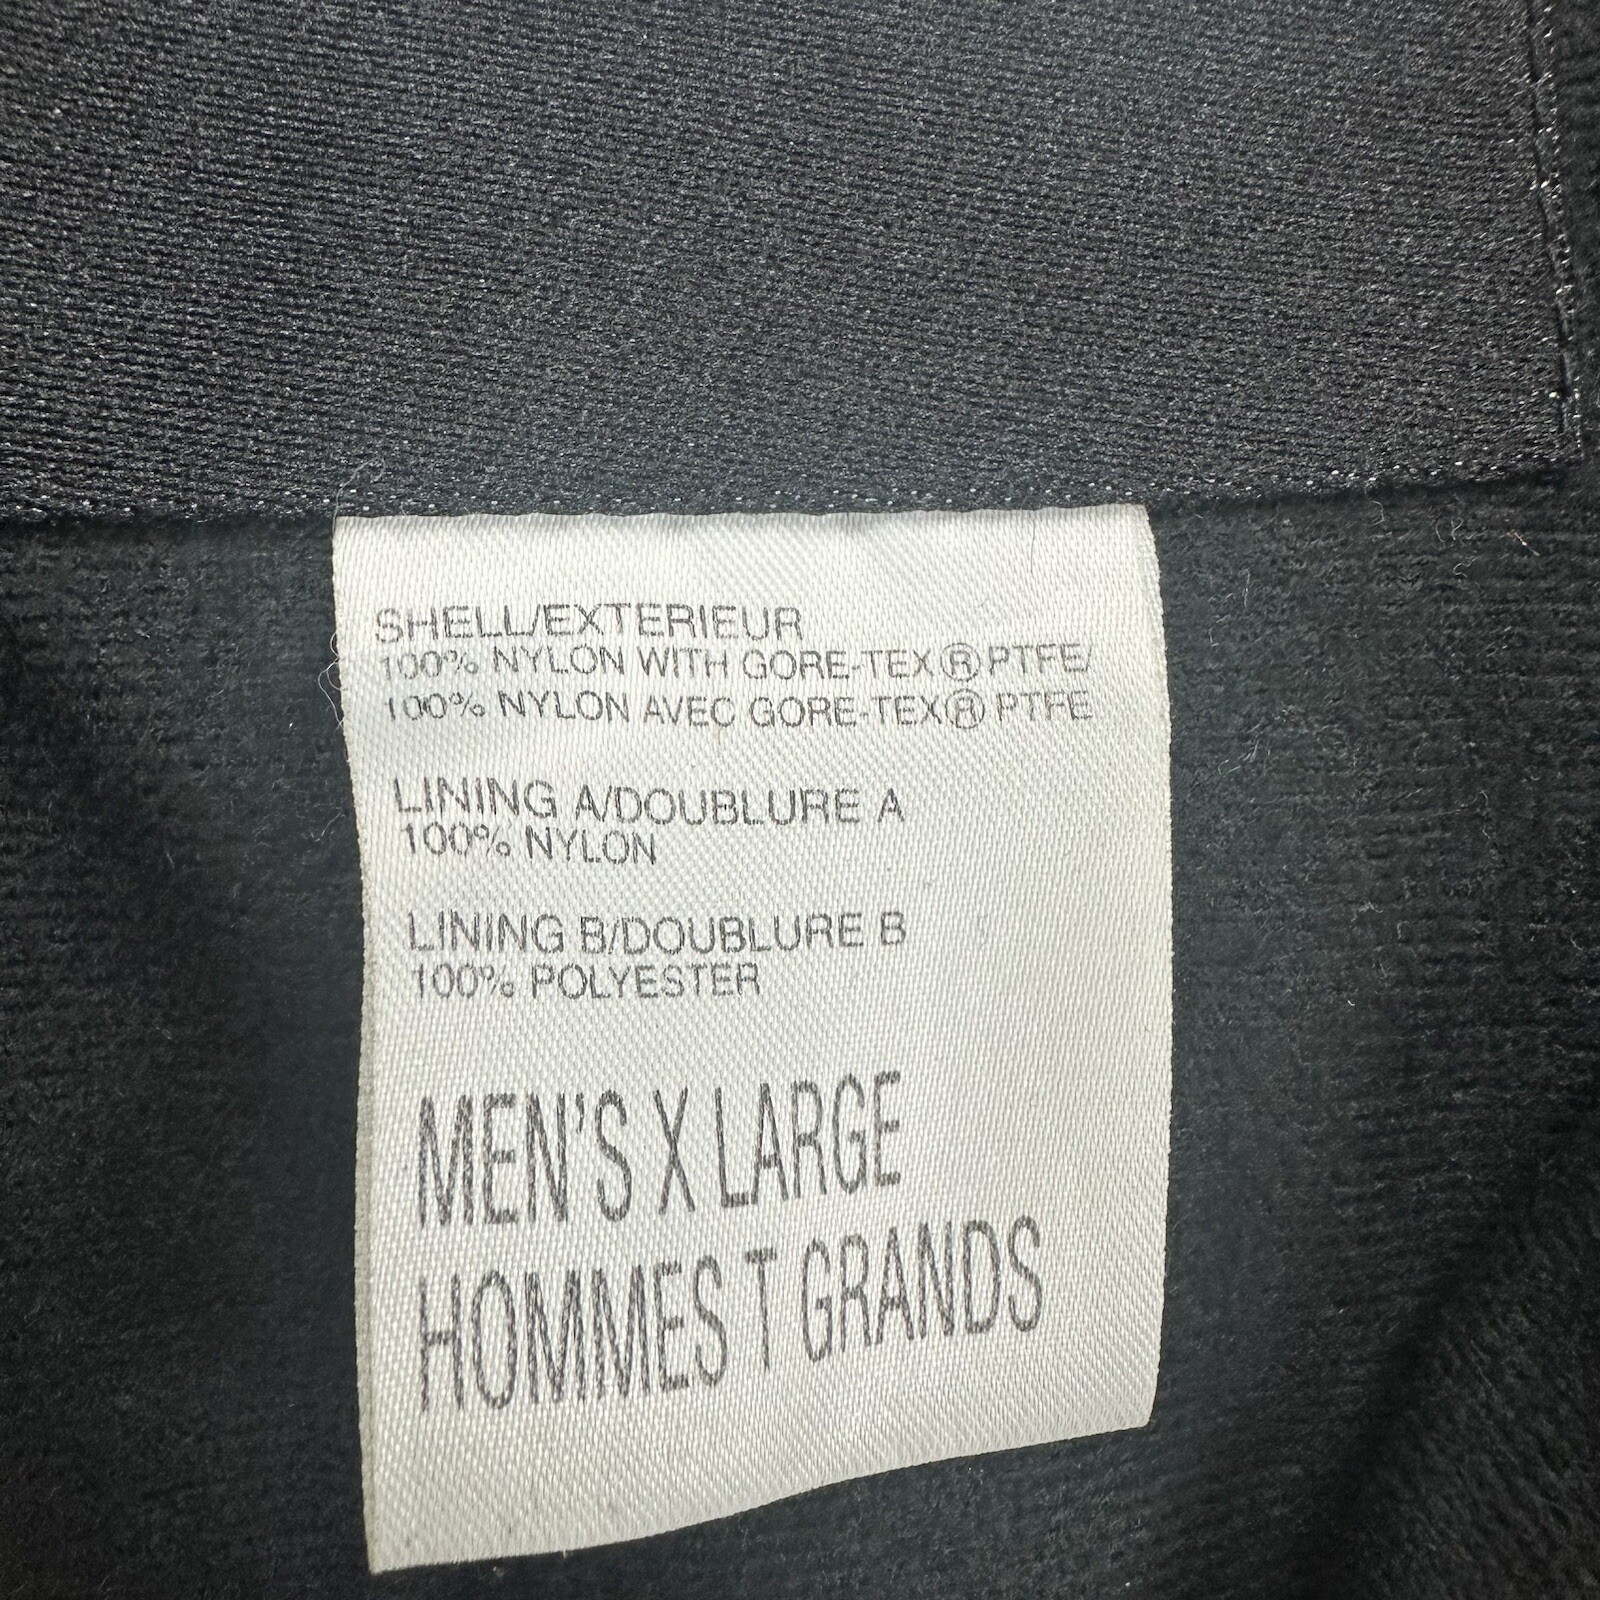 SHELL/EXTERIEUR
100% NYLON WITH GORE-TEX® PTFE/
100% NYLON AVEC GORE-TEX® PTFE
LINING A/DOUBLURE A
100% NYLON
LINING B/DOUBLURE B
100% POLYESTER
MEN'S X LARGE
HOMMES T GRANDS